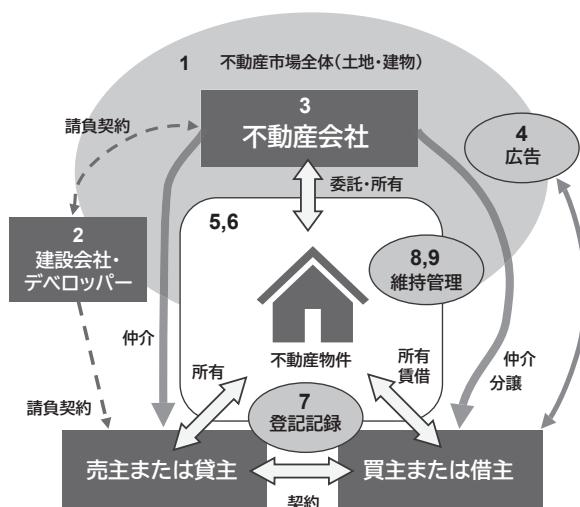 1 不動産市場全体（土地・建物）
3
不動産会社
請負契約
4
広告
委託・所有
5,6
2
建設会社・
デベロッパー
8,9
維持管理
仲介
不動産物件
所有
所有
賃借
仲介
分譲
請負契約
7
登記記録
売主または貸主
買主または借主
契約